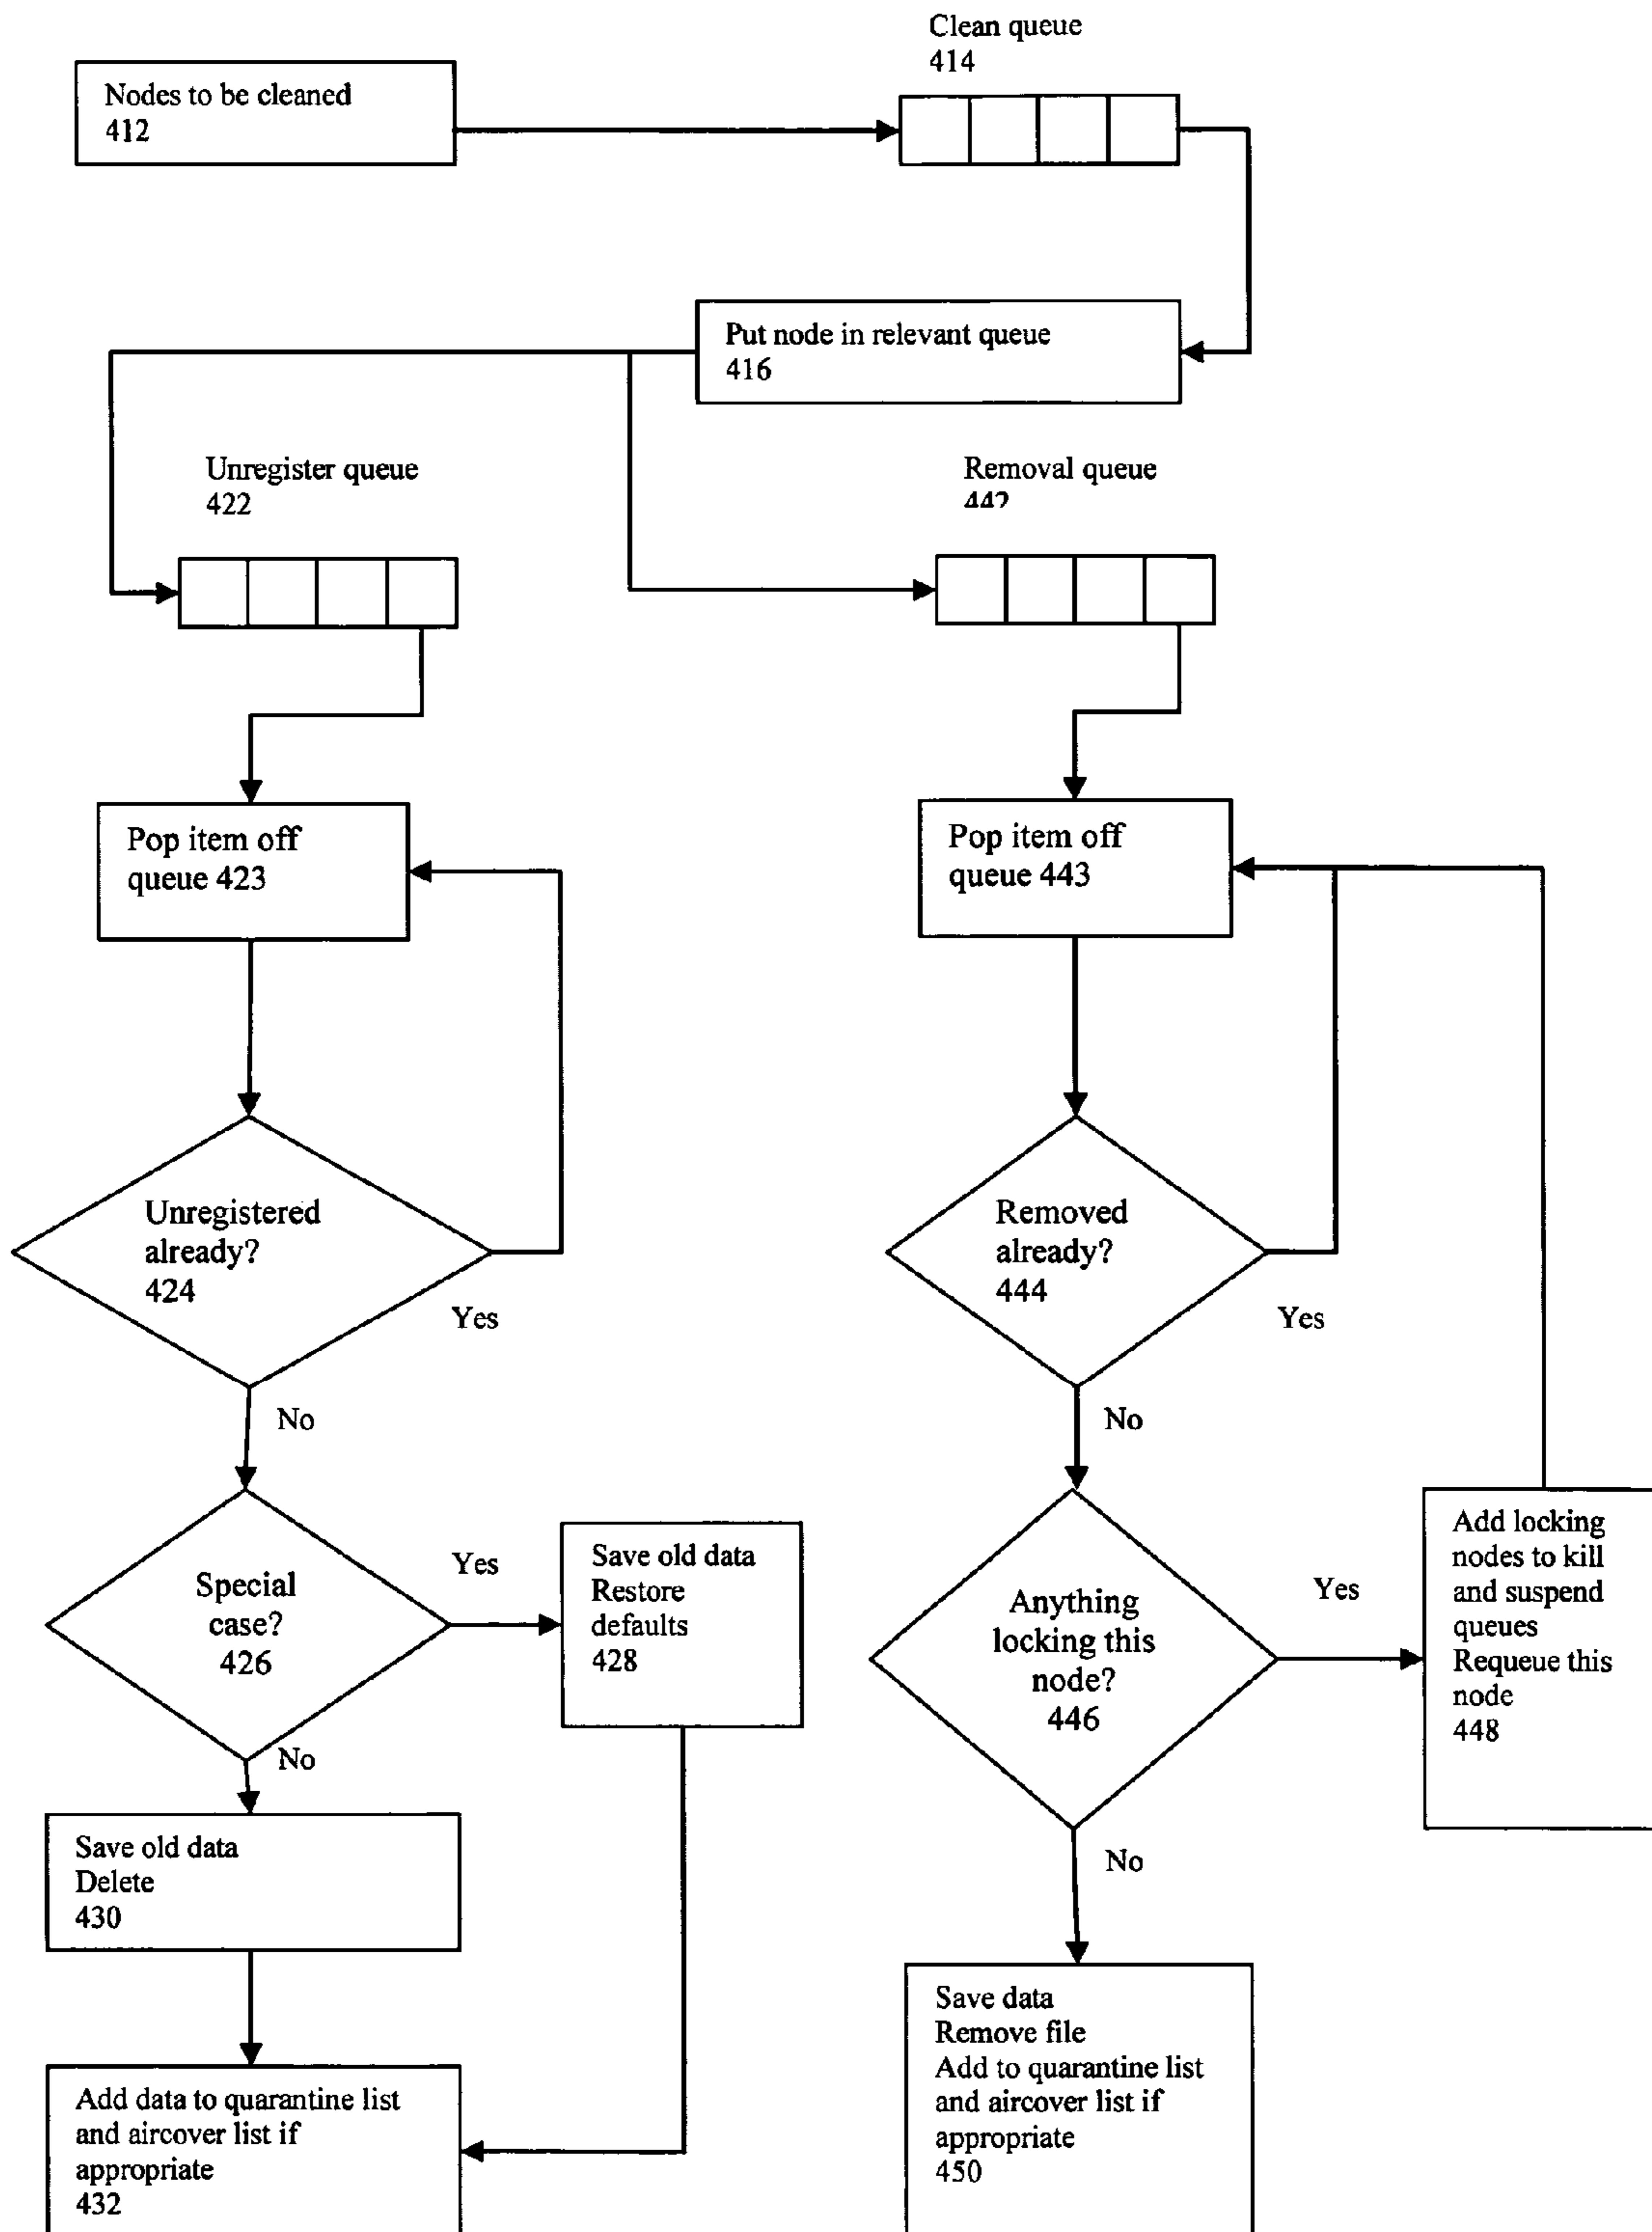 Clean queue
414
Nodes to be cleaned
412
Put node in relevant queue
416
Unregister queue
422
Removal queue
442
Pop item off
queue 423
Pop item off
queue 443
Unregistered
already?
424
Yes
Removed
already?
444
Yes
No
No
Special
case?
426
Yes
Save old data
Restore
defaults
428
Anything
locking this
node?
446
Yes
Add locking
nodes to kill
and suspend
queues
Requeue this
node
448
No
Save old data
Delete
430
No
Add data to quarantine list
and aircover list if
appropriate
432
Save data
Remove file
Add to quarantine list
and aircover list if
appropriate
450